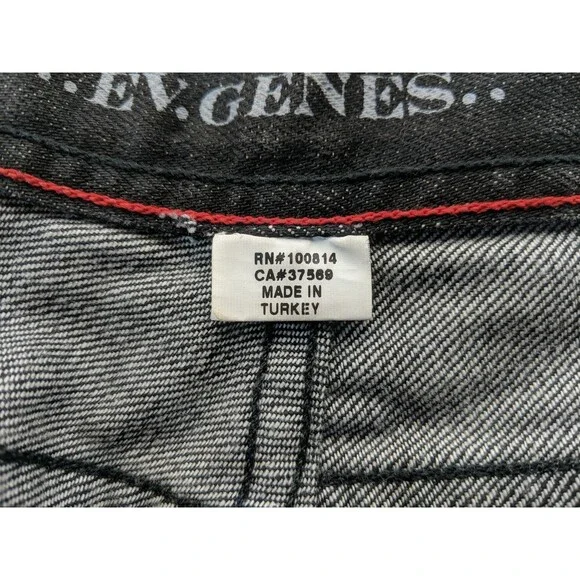 EV. GENES..
RN#100814
CA#37569
MADE IN
TURKEY